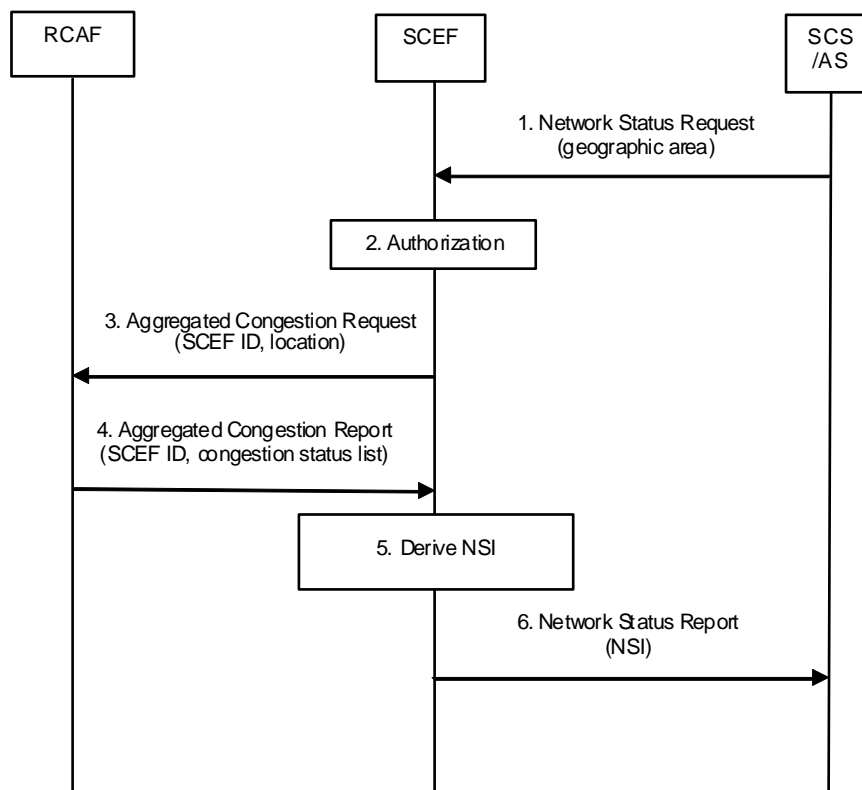 RCAF
SCEF
SCS
/AS
1. Network Status Request
(geographic area)
2. Authorization
3. Aggregated Congestion Request
(SCEF ID, location)
4. Aggregated Congestion Report
(SCEF ID, congestion status list)
5. Derive NSI
6. Network Status Report
(NSI)